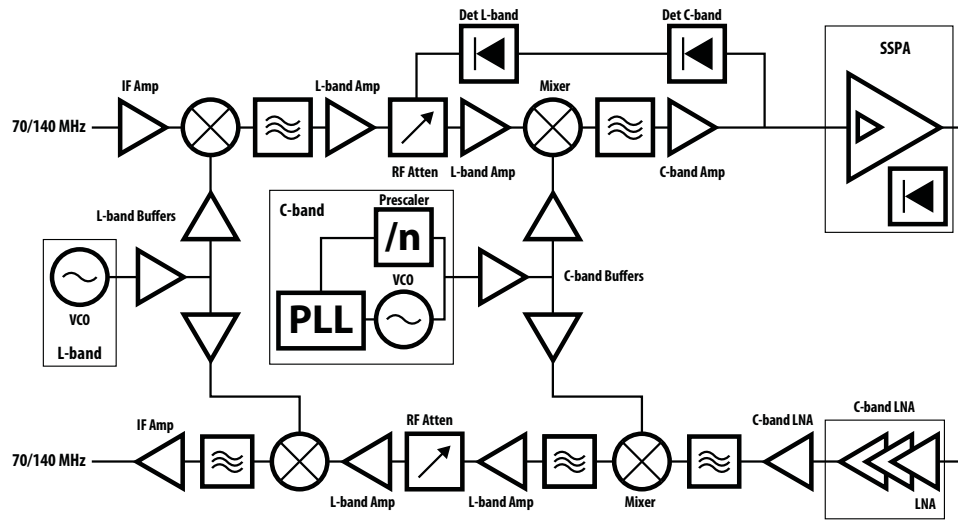 Det L-band
Det C-band
SSPA
IF Amp
L-band Amp
Mixer
70/140 MHz
RF Atten
L-band Amp
C-band Amp
L-band Buffers
C-band
Prescaler
/n
VCO
PLL
C-band Buffers
VCO
L-band
IF Amp
RF Atten
C-band LNA
C-band LNA
70/140 MHz
L-band Amp
L-band Amp
Mixer
LNA